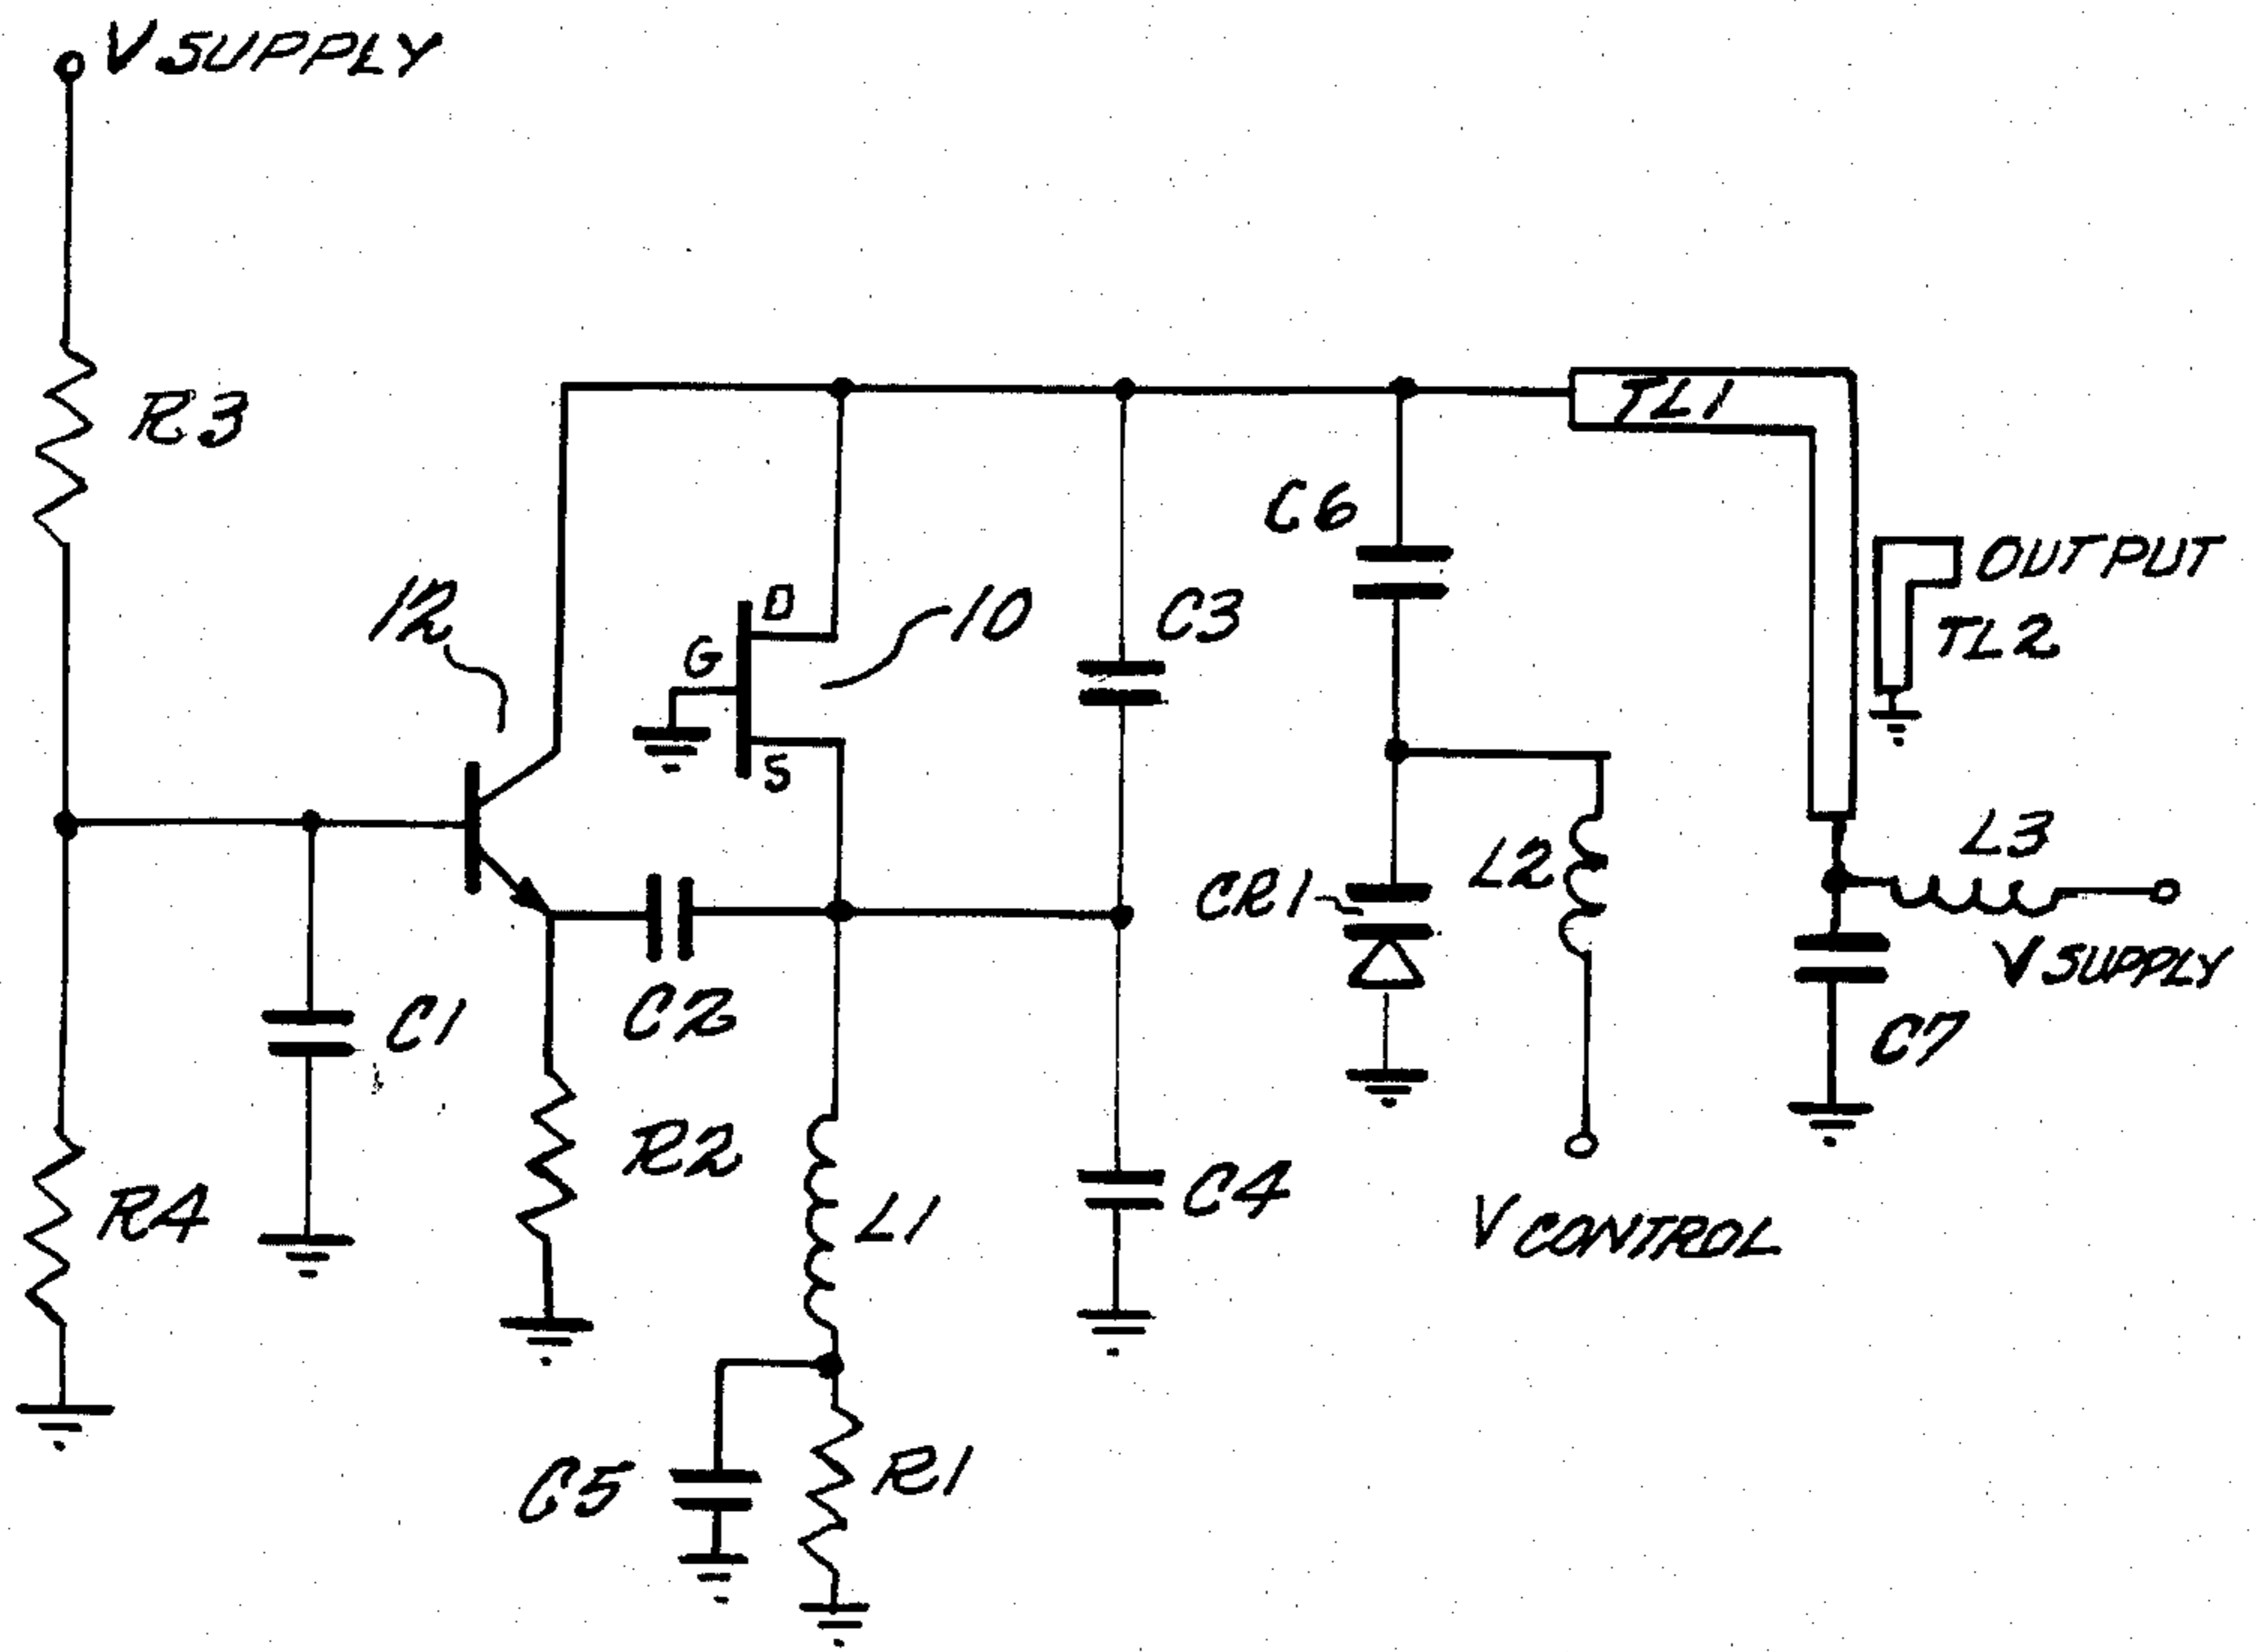 V SUPPLY
R3
TL1
C6
OUTPUT
TL2
12
D
G
10
C3
S
L3
CR1
L2
V SUPPLY
C1
C2
C7
R2
R4
L1
C4
V CONTROL
C5
R1